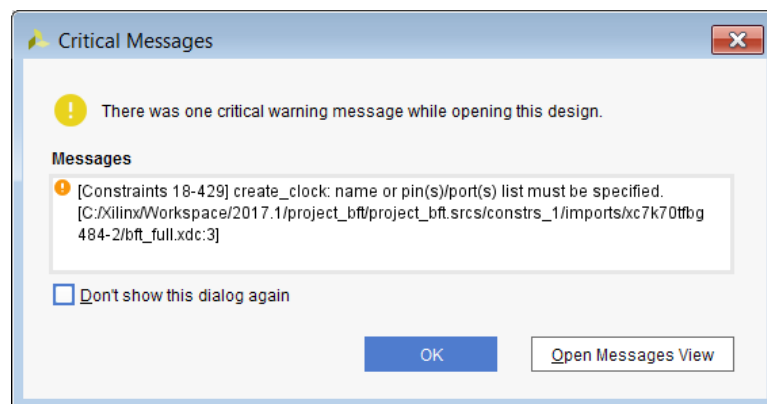 Critical Messages
There was one critical warning message while opening this design.
Messages
[Constraints 18-429] create_clock: name or pin(s)/port(s) list must be specified.
[C:/Xilinx/Workspace/2017.1/project_bft/project_bft.srcs/constrs_1/imports/xc7k70tfbg
484-2/bft_full.xdc:3]
Don't show this dialog again
OK
Open Messages View